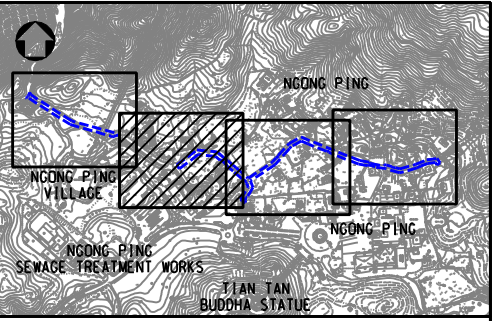 NGONG PING
NGONG PING
VILLAGE
NGONG PING
NGONG PING
SEWAGE TREATMENT WORKS
TIAN TAN
BUDDHA STATUE